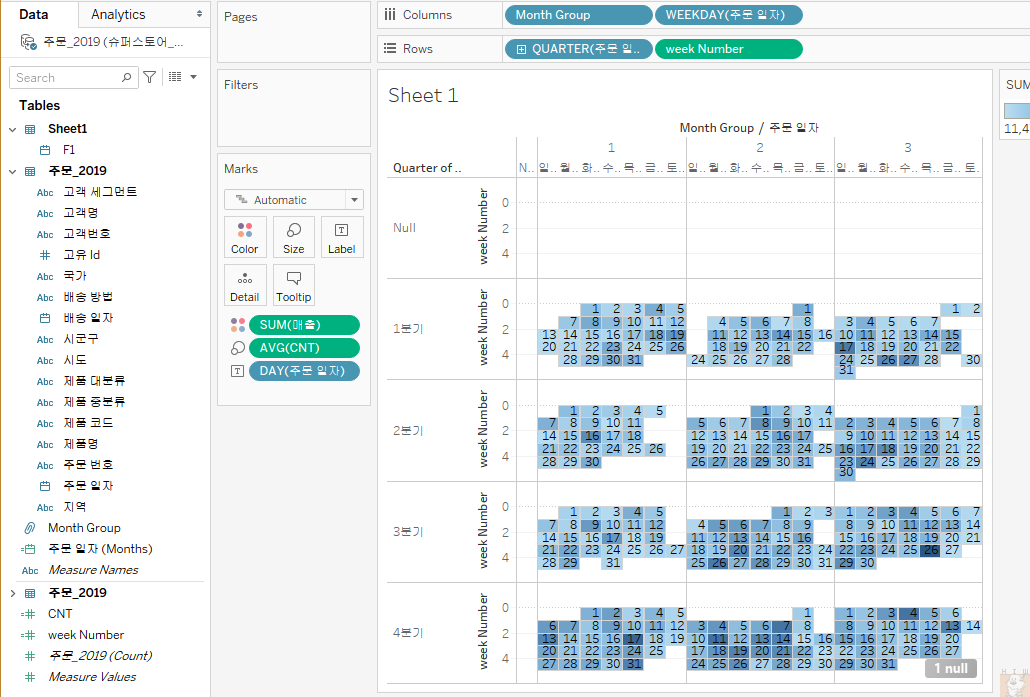 Data
Analytics
주문_2019 (슈퍼스토어_...
Search
Tables
Sheet1
F1
주문_2019
Abc 고객 세그먼트
Abc 고객명
Abc 고객번호
고유 Id
Abc 국가
Abc 배송 방법
배송 일자
Abc 시군구
Abc 시도
Abc 제품 대분류
Abc 제품 중분류
Abc 제품 코드
Abc 제품명
Abc 주문 번호
주문 일자
Abc 지역
Month Group
주문 일자 (Months)
Abc Measure Names
주문_2019
CNT
week Number
주문_2019 (Count)
Measure Values
Pages
Filters
Marks
Automatic
Color Size Label
Detail Tooltip
SUM(매출)
AVG(CNT)
DAY(주문 일자)
Columns Month Group WEEKDAY(주문 일자)
Rows QUARTER(주문 일.. week Number
Sheet 1
Month Group / 주문 일자
1 2 3
Quarter of .. N.. 일.. 월.. 화.. 수.. 목.. 금.. 토.. 일.. 월.. 화.. 수.. 목.. 금.. 토.. 일.. 월.. 화.. 수.. 목.. 금.. 토..
Null
week Number
0
2
4
1분기
week Number
0
2
4
1 2 3 4 5 1 1 2
7 8 9 10 11 12 4 5 6 7 8 3 4 5 6 7
13 14 15 16 17 18 19 11 12 13 14 15 16 10 11 12 13 14 15
20 21 22 23 24 25 26 18 19 20 21 22 17 18 19 20 21 22
28 29 30 31 24 25 26 27 28 24 25 26 27 28 30
31
2분기
week Number
0
2
4
1 2 3 4 5 1 2 3 4 1
7 8 9 10 11 5 6 7 8 9 10 11 2 3 4 5 6 7 8
14 15 16 17 18 12 13 14 15 16 17 9 10 11 12 13 14 15
21 22 23 24 25 26 19 20 21 22 23 24 25 16 17 18 19 20 21 22
28 29 30 26 27 28 29 30 31 23 24 25 26 27 28 29
30
3분기
week Number
0
2
4
1 2 3 4 5 1 2 3 1 2 3 4 5 6 7
7 8 9 10 11 12 4 5 6 7 8 9 8 9 10 11 12 13 14
14 15 16 17 18 19 11 12 13 14 15 16 15 16 17 18 19 20 21
21 22 23 24 25 26 27 18 19 20 21 22 23 24 22 23 24 25 26 27
28 29 31 25 26 27 28 29 30 31 29 30
4분기
week Number
0
2
4
1 2 3 4 5 1 1 2 3 4 5 6
6 7 8 9 10 11 12 3 4 5 6 7 8 8 9 10 11 12 13 14
13 14 15 16 17 18 19 10 11 12 13 14 15 16 15 16 17 18 19 20
20 21 22 23 24 25 17 18 19 20 21 22 23 22 23 24 25 26 27
27 28 29 30 31 24 25 26 27 28 29 30 29 30 31
1 null
SUM
11,4